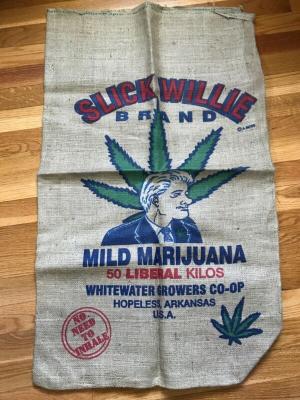 SLICK WILLIE
BRAND
MILD MARIJUANA
50 LIBERAL KILOS
WHITEWATER GROWERS CO-OP
HOPELESS, ARKANSAS
U.S.A.
NO
NEED
TO
INHALE